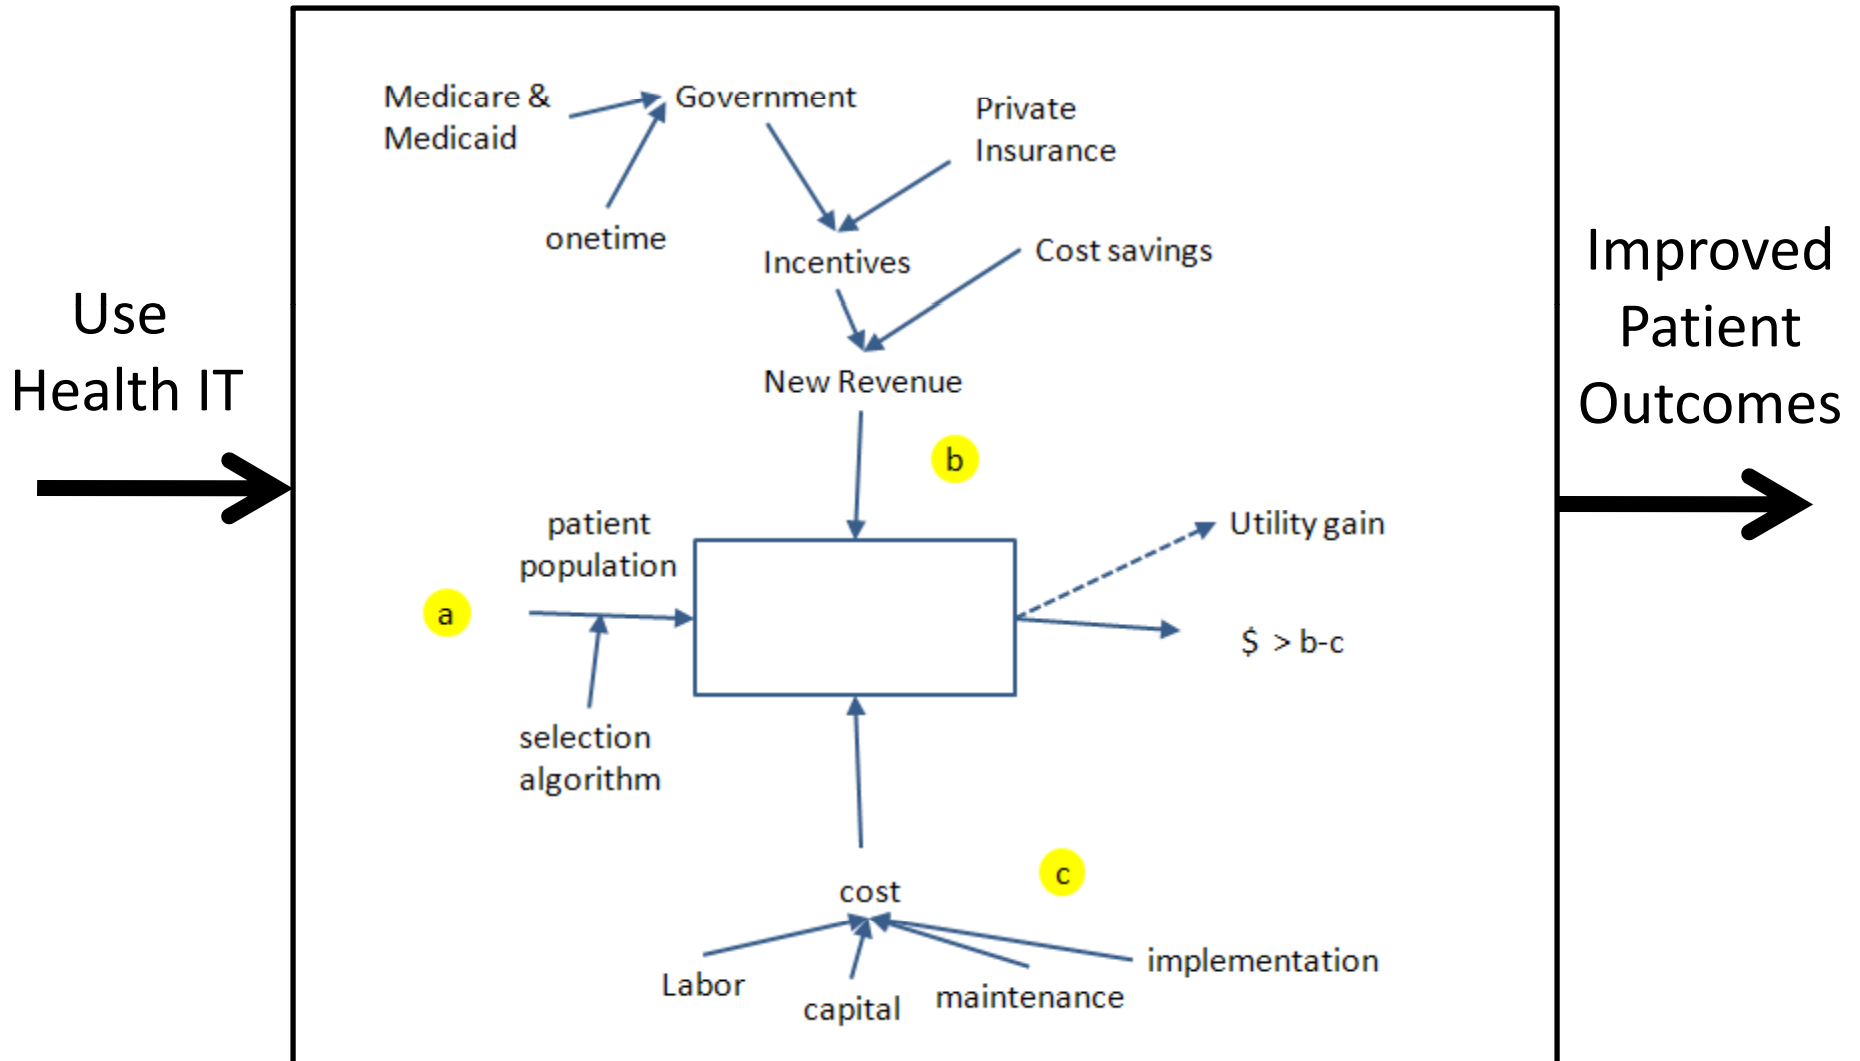 Medicare &
Medicaid
Government
Private
Insurance
onetime
Incentives
Cost savings
Use
Health IT
Improved
Patient
Outcomes
New Revenue
b
patient
population
Utility gain
a
$ > b-c
selection
algorithm
c
cost
Labor
capital
maintenance
implementation